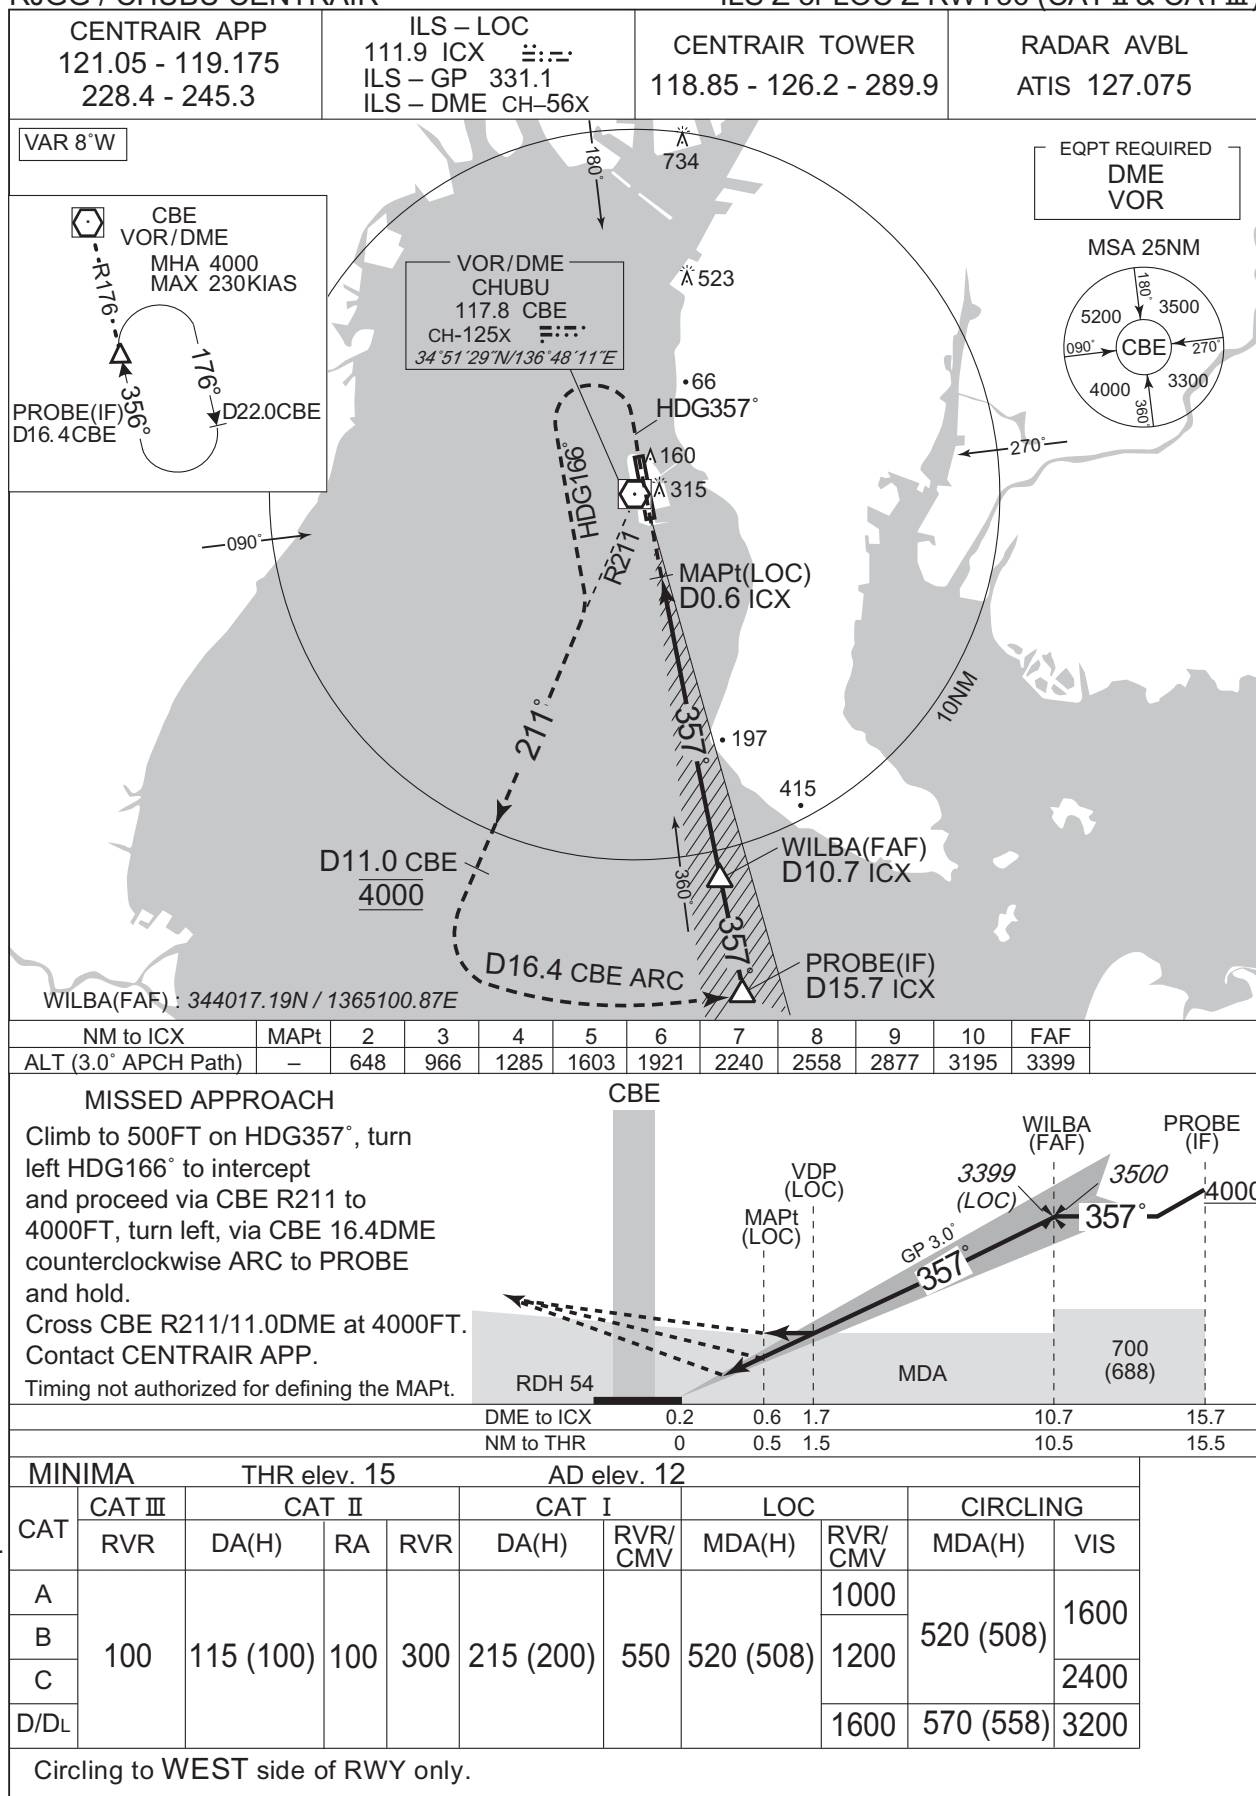 RJGG / CHUBU CENTRAIR
ILS Z or LOC Z RWY36 (CAT Ⅱ & CAT Ⅲ)
CENTRAIR APP
121.05 - 119.175
228.4 - 245.3
ILS – LOC
111.9 ICX
ILS – GP 331.1
ILS – DME CH–56X
CENTRAIR TOWER
118.85 - 126.2 - 289.9
RADAR AVBL
ATIS 127.075
VAR 8°W
CBE
VOR/DME
MHA 4000
MAX 230KIAS
R176
176°
356°
D22.0CBE
PROBE(IF)
D16.4CBE
180°
734
EQPT REQUIRED
DME
VOR
MSA 25NM
180°
5200
3500
090°
CBE
270°
4000
3300
360°
VOR/DME
CHUBU
117.8 CBE
CH-125X
34°51′29″N/136°48′11″E
523
66
HDG357°
160
315
HDG166°
270°
090°
R211
MAPt(LOC)
D0.6 ICX
10NM
211°
357°
197
415
WILBA(FAF)
D10.7 ICX
D11.0 CBE
4000
360°
357°
D16.4 CBE ARC
PROBE(IF)
D15.7 ICX
WILBA(FAF) : 344017.19N / 1365100.87E
NM to ICX MAPt 2 3 4 5 6 7 8 9 10 FAF
ALT (3.0° APCH Path) – 648 966 1285 1603 1921 2240 2558 2877 3195 3399
MISSED APPROACH
Climb to 500FT on HDG357°, turn
left HDG166° to intercept
and proceed via CBE R211 to
4000FT, turn left, via CBE 16.4DME
counterclockwise ARC to PROBE
and hold.
Cross CBE R211/11.0DME at 4000FT.
Contact CENTRAIR APP.
Timing not authorized for defining the MAPt.
CBE
WILBA
(FAF)
PROBE
(IF)
VDP
(LOC)
3399
(LOC)
3500
4000
MAPt
(LOC)
GP 3.0°
357°
357°
RDH 54
MDA
700
(688)
DME to ICX 0.2 0.6 1.7 10.7 15.7
NM to THR 0 0.5 1.5 10.5 15.5
MINIMA THR elev. 15 AD elev. 12
CAT CAT Ⅲ CAT Ⅱ CAT Ⅰ LOC CIRCLING
RVR DA(H) RA RVR DA(H) RVR/CMV MDA(H) RVR/CMV MDA(H) VIS
A 1000
B 100 115 (100) 100 300 215 (200) 550 520 (508) 1200 520 (508) 1600
C 2400
D/DL 1600 570 (558) 3200
Circling to WEST side of RWY only.